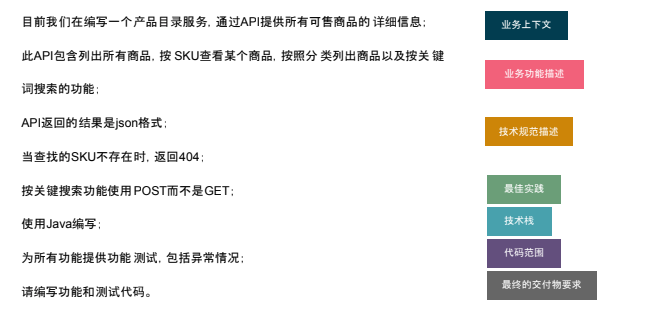 目前我们在编写一个产品目录服务，通过API提供所有可售商品的详细信息；
业务上下文
此API包含列出所有商品，按 SKU查看某个商品，按照分类列出商品以及按关键
词搜索的功能；
业务功能描述
API返回的结果是json格式；
技术规范描述
当查找的SKU不存在时，返回404；
按关键搜索功能使用POST而不是GET；
最佳实践
使用Java编写；
技术栈
为所有功能提供功能测试，包括异常情况；
代码范围
请编写功能和测试代码。
最终的交付物要求